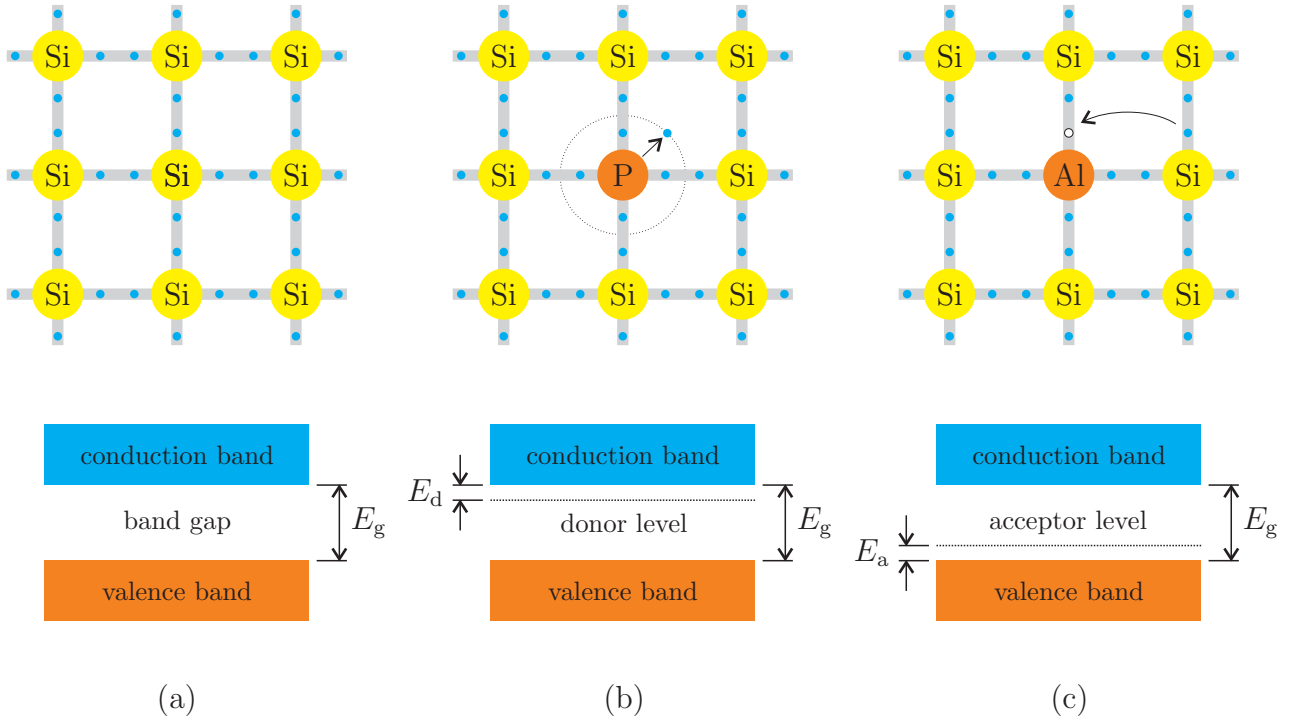 Si Si Si Si Si Si Si Si Si
Si Si Si Si P Si Si Al Si
Si Si Si Si Si Si Si Si Si
conduction band conduction band conduction band
E_d
band gap E_g donor level E_g acceptor level E_g
E_a
valence band valence band valence band
(a) (b) (c)